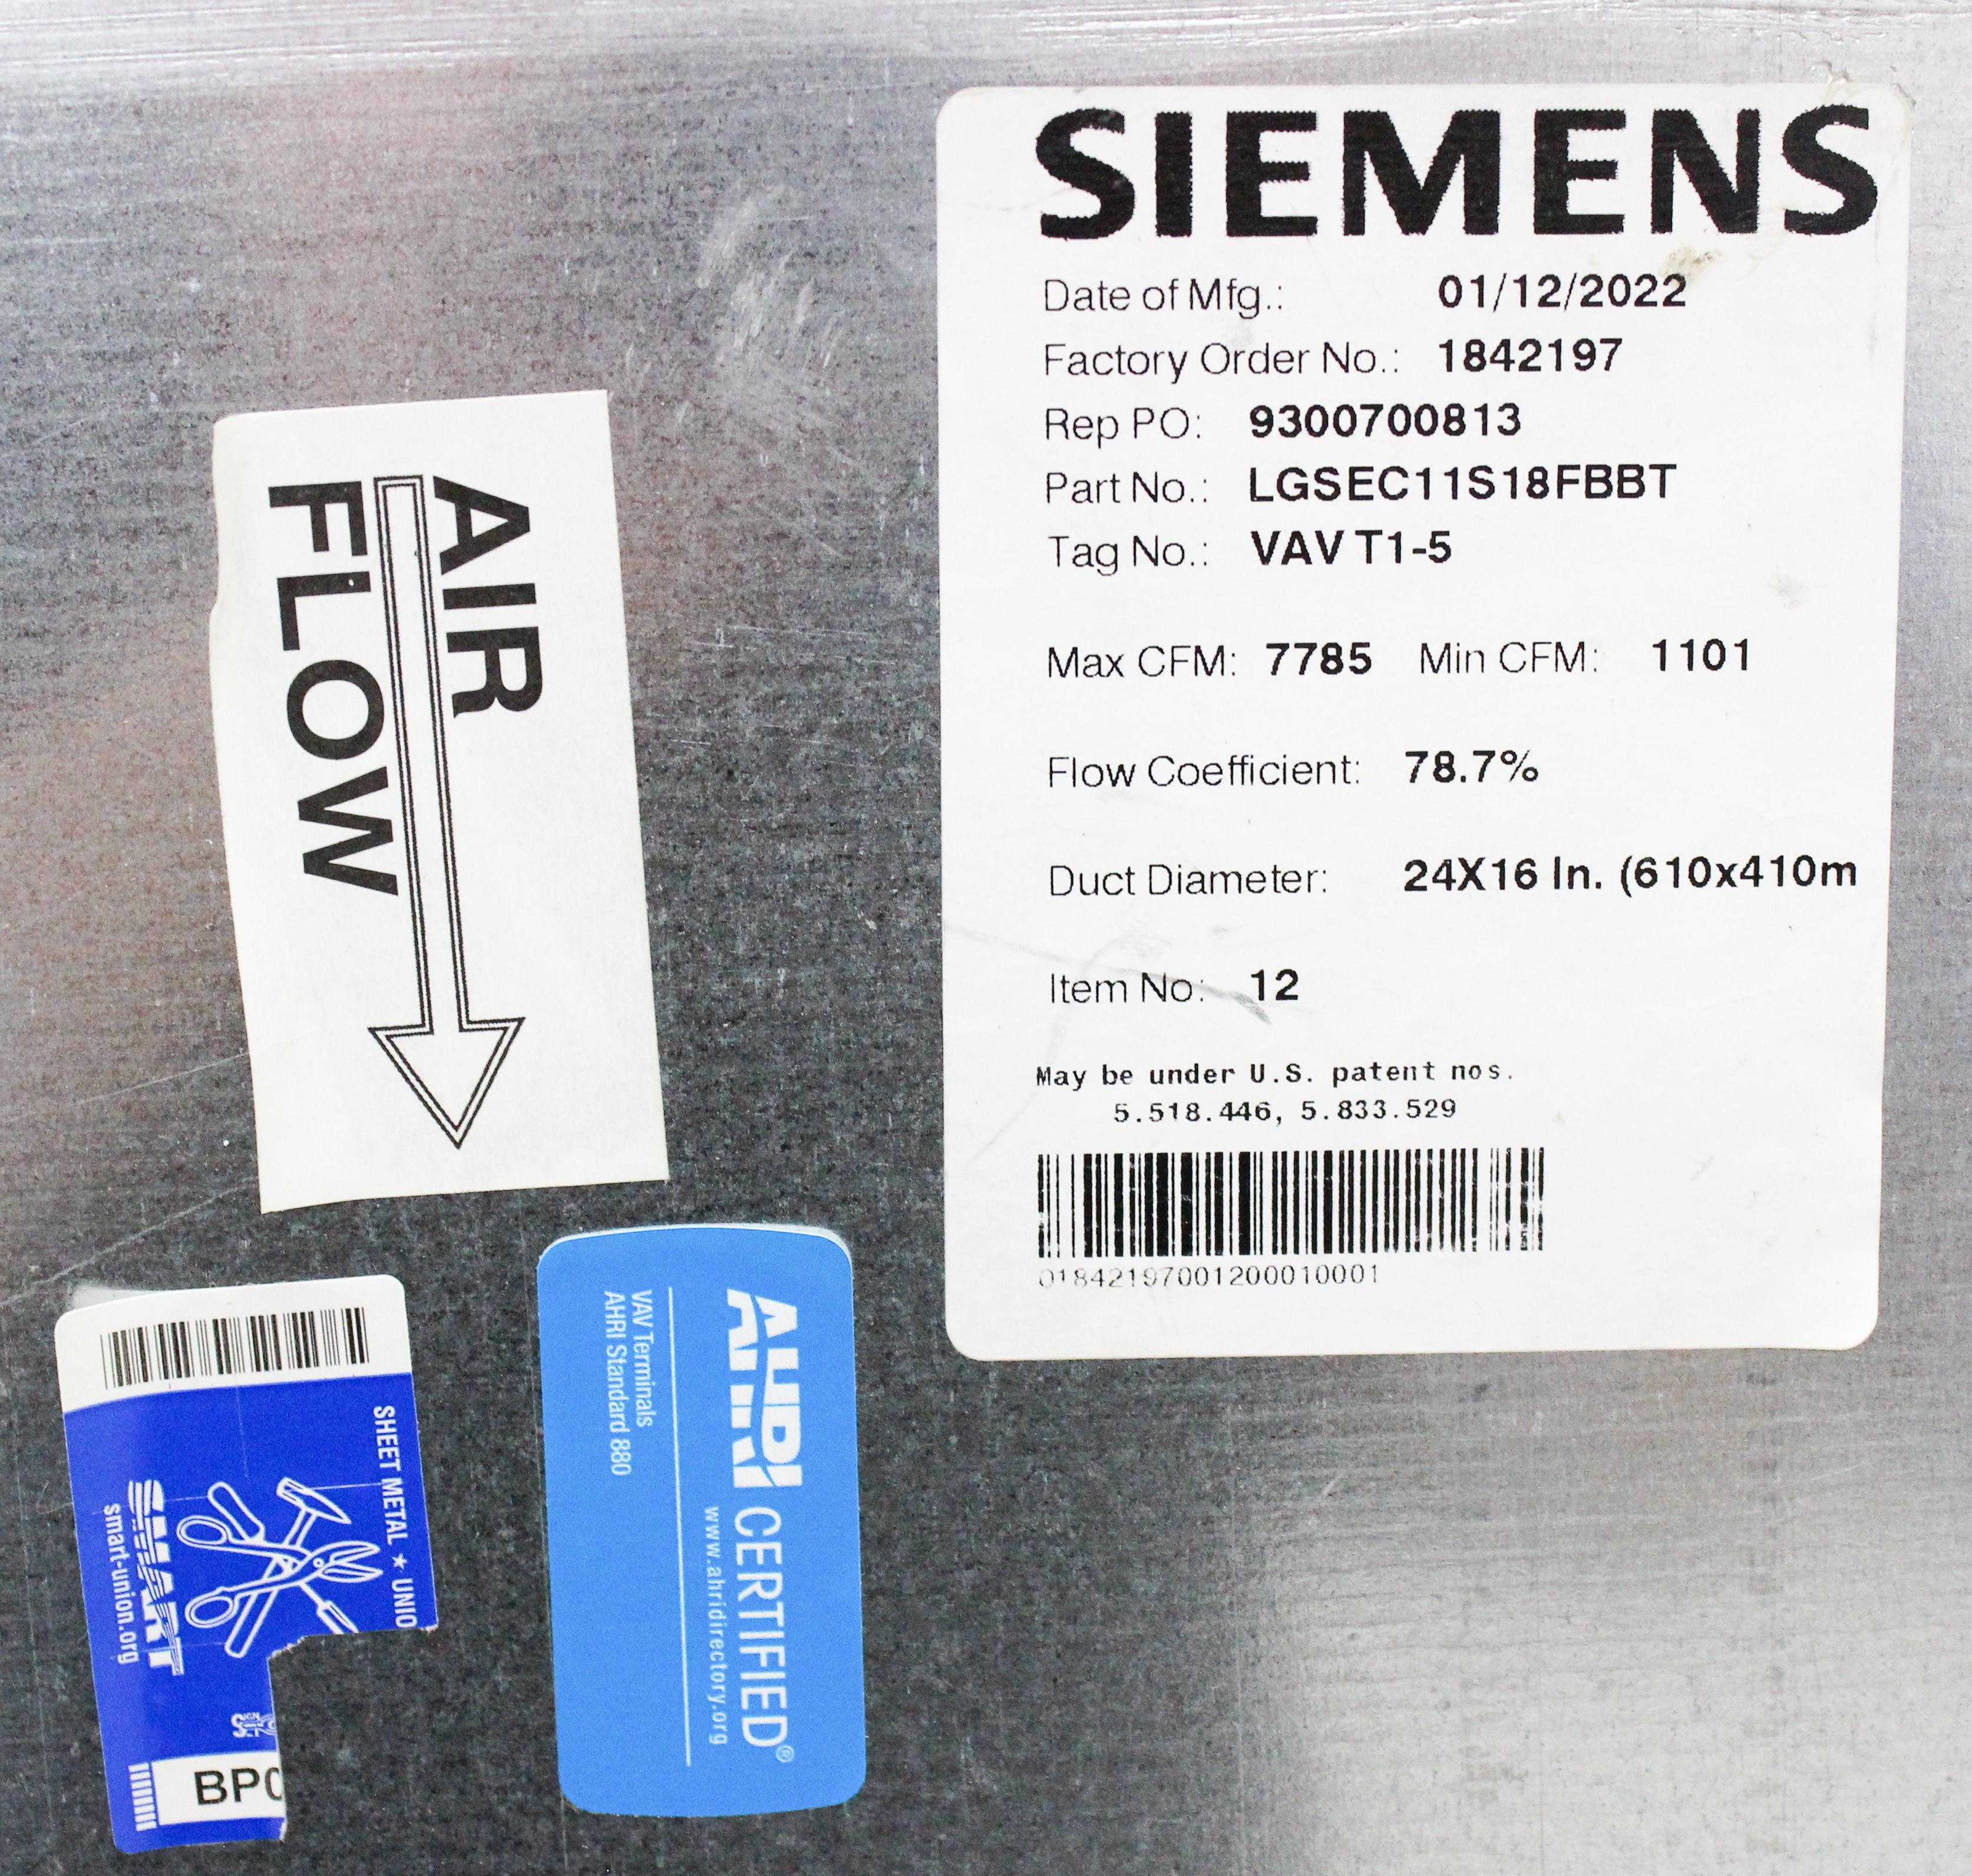 SIEMENS
Date of Mfg.: 01/12/2022
Factory Order No.: 1842197
Rep PO: 9300700813
Part No.: LGSEC11S18FBBT
Tag No.: VAV T1-5
Max CFM: 7785 Min CFM: 1101
Flow Coefficient: 78.7%
Duct Diameter: 24X16 In. (610x410m
Item No: 12
May be under U.S. patent nos.
5.518.446, 5.833.529
01842197001200010001
AIR
FLOW
AHRI CERTIFIED®
www.ahridirectory.org
VAV Terminals
AHRI Standard 880
SHEET METAL ★ UNIO
SMART
smart-union.org
BP